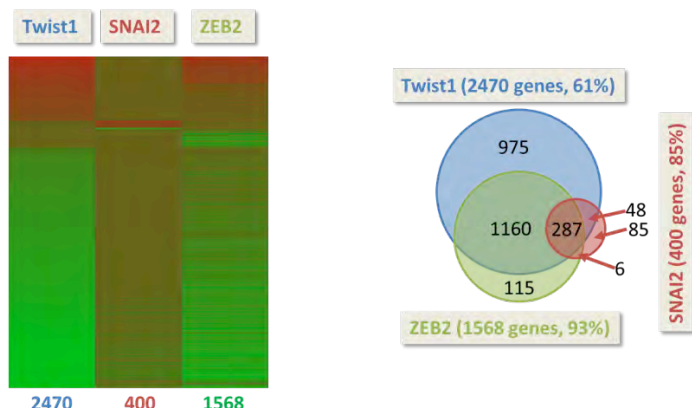 Twist1 SNAI2 ZEB2
2470 400 1568
Twist1 (2470 genes, 61%)
975
1160
287
48
85
6
115
ZEB2 (1568 genes, 93%)
SNAI2 (400 genes, 85%)